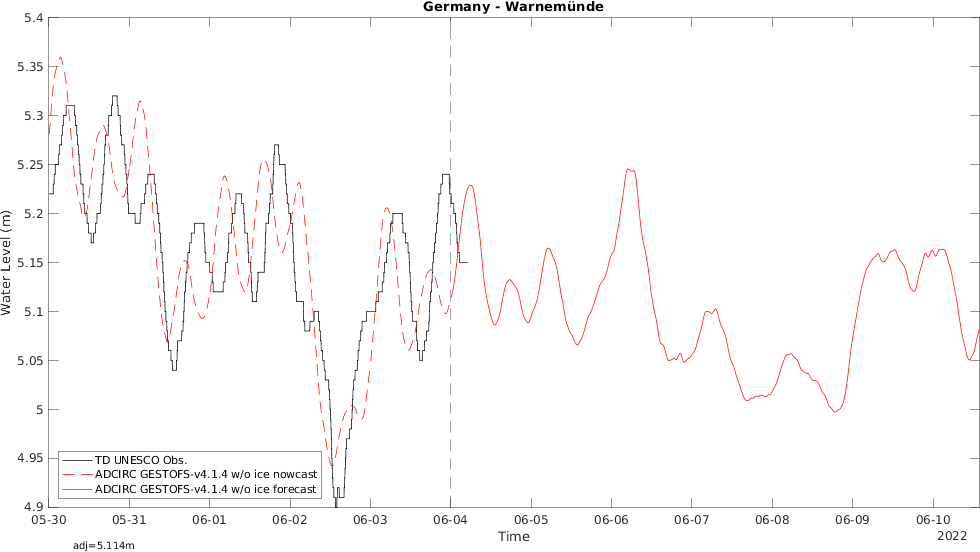 Germany - Warnemünde
5.4
5.35
5.3
5.25
5.2
5.15
5.1
5.05
5
4.95
4.9
Water Level (m)
TD UNESCO Obs.
ADCIRC GESTOFS-v4.1.4 w/o ice nowcast
ADCIRC GESTOFS-v4.1.4 w/o ice forecast
05-30 05-31 06-01 06-02 06-03 06-04 06-05 06-06 06-07 06-08 06-09 06-10
2022
Time
adj=5.114m